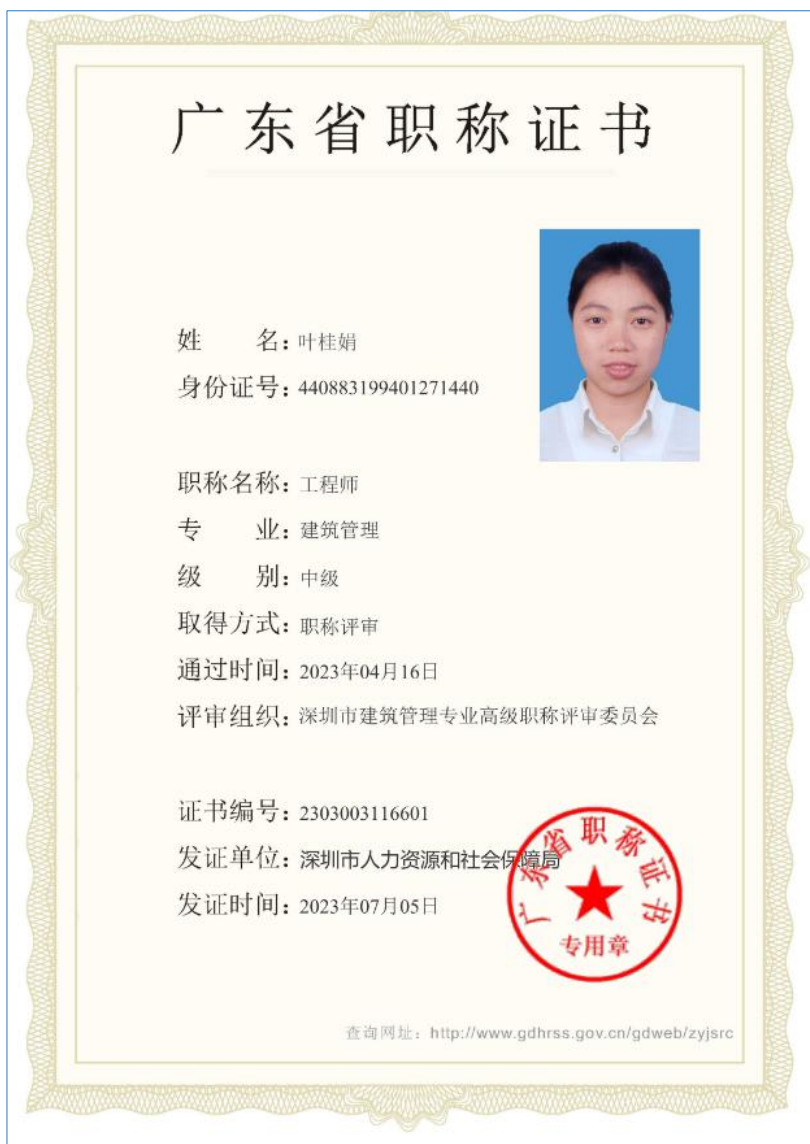 广东省职称证书
姓 名：叶桂娟
身份证号：440883199401271440
职称名称：工程师
专 业：建筑管理
级 别：中级
取得方式：职称评审
通过时间：2023年04月16日
评审组织：深圳市建筑管理专业高级职称评审委员会
证书编号：2303003116601
发证单位：深圳市人力资源和社会保障局
发证时间：2023年07月05日
广东省职称证书
专用章
查询网址：http://www.gdhrss.gov.cn/gdweb/zyjsrc